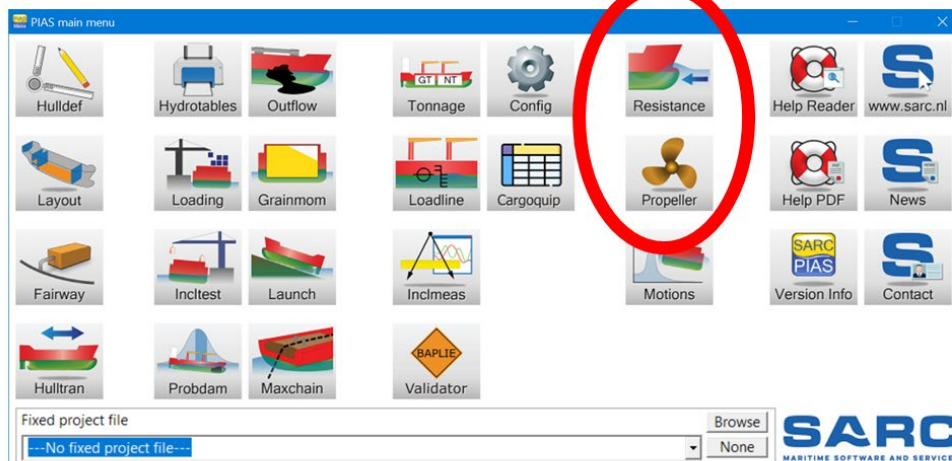 PIAS main menu
Hulldef
Hydrotables
Outflow
GT NT
Tonnage
Config
Resistance
Help Reader
www.sarc.nl
Layout
Loading
Grainmom
Loadline
Cargoquip
Propeller
Help PDF
News
Fairway
Incltest
Launch
Inclmeas
Motions
SARC
PIAS
Version Info
Contact
Hulltran
Probdam
Maxchain
BAPLIE
Validator
Fixed project file
Browse
---No fixed project file---
None
SARC
MARITIME SOFTWARE AND SERVICE